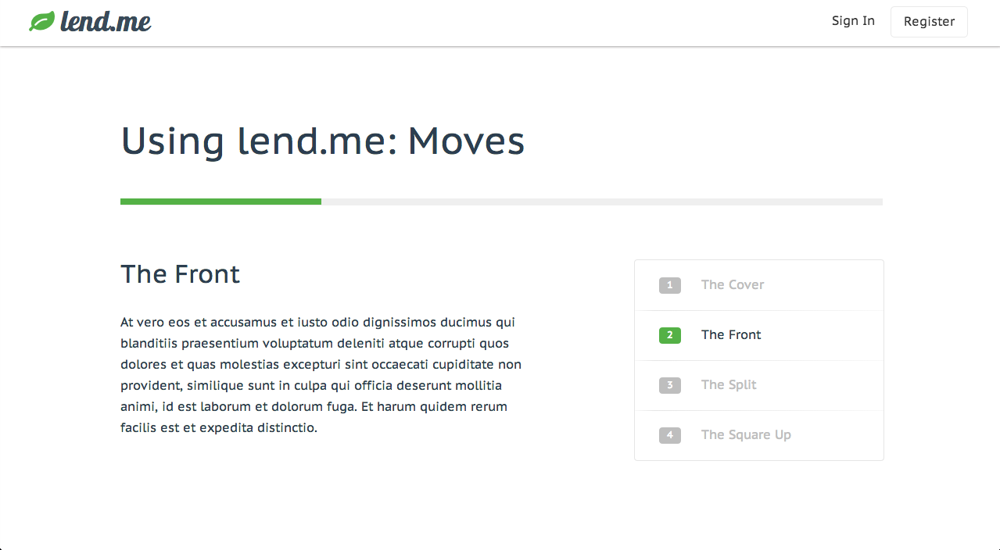 lend.me
Sign In
Register
Using lend.me: Moves
The Front
At vero eos et accusamus et iusto odio dignissimos ducimus qui
blanditiis praesentium voluptatum deleniti atque corrupti quos
dolores et quas molestias excepturi sint occaecati cupiditate non
provident, similique sunt in culpa qui officia deserunt mollitia
animi, id est laborum et dolorum fuga. Et harum quidem rerum
facilis est et expedita distinctio.
1 The Cover
2 The Front
3 The Split
4 The Square Up